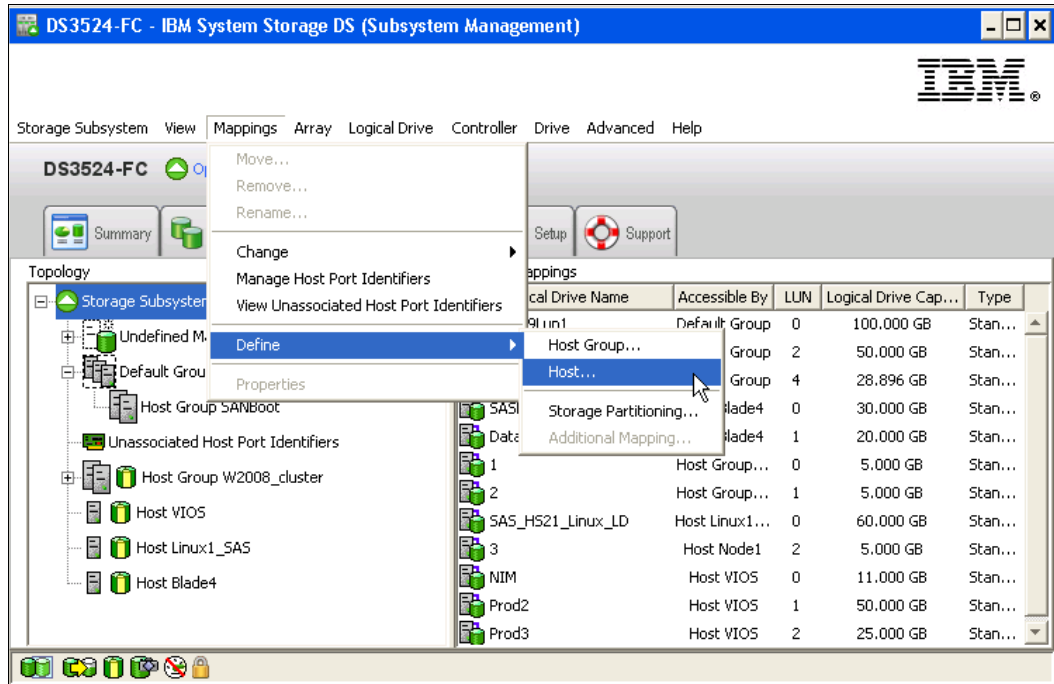 DS3524-FC - IBM System Storage DS (Subsystem Management)
IBM ®
Storage Subsystem View Mappings Array Logical Drive Controller Drive Advanced Help
DS3524-FC
Move...
Remove...
Rename...
Change
Manage Host Port Identifiers
View Unassociated Host Port Identifiers
Define
Properties
Host Group...
Host...
Storage Partitioning...
Additional Mapping...
Summary Setup Support
Topology
Storage Subsyster
Undefined M
Default Grou
Host Group SANBoot
Unassociated Host Port Identifiers
Host Group W2008_cluster
Host VIOS
Host Linux1_SAS
Host Blade4
appings
cal Drive Name Accessible By LUN Logical Drive Cap... Type
9Lun1 Default Group 0 100.000 GB Stan...
Group 2 50.000 GB Stan...
Group 4 28.896 GB Stan...
SASI lade4 0 30.000 GB Stan...
Data lade4 1 20.000 GB Stan...
1 Host Group... 0 5.000 GB Stan...
2 Host Group... 1 5.000 GB Stan...
SAS_HS21_Linux_LD Host Linux1... 0 60.000 GB Stan...
3 Host Node1 2 5.000 GB Stan...
NIM Host VIOS 0 11.000 GB Stan...
Prod2 Host VIOS 1 50.000 GB Stan...
Prod3 Host VIOS 2 25.000 GB Stan...